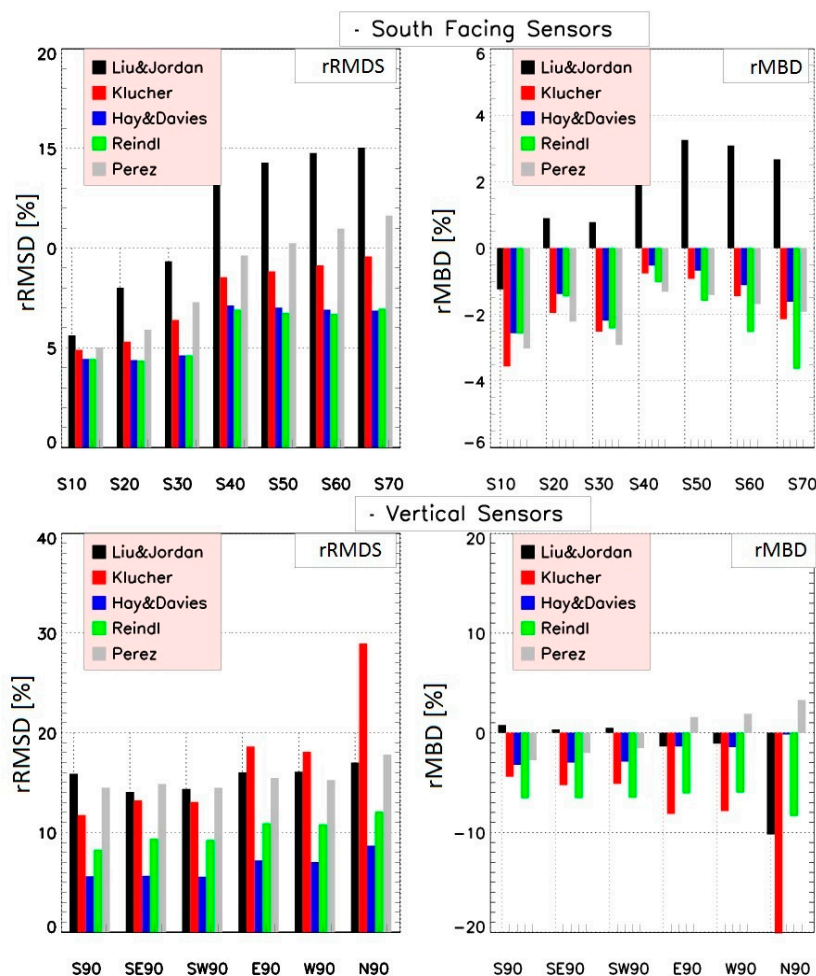 - South Facing Sensors
rRMSD [%]
20
15
0
5
0
Liu&Jordan
Klucher
Hay&Davies
Reindl
Perez
rRMDS
S10 S20 S30 S40 S50 S60 S70
rMBD [%]
6
4
2
0
-2
-4
-6
Liu&Jordan
Klucher
Hay&Davies
Reindl
Perez
rMBD
S10 S20 S30 S40 S50 S60 S70
- Vertical Sensors
rRMSD [%]
40
30
20
10
0
Liu&Jordan
Klucher
Hay&Davies
Reindl
Perez
rRMDS
S90 SE90 SW90 E90 W90 N90
rMBD [%]
20
10
0
-10
-20
Liu&Jordan
Klucher
Hay&Davies
Reindl
Perez
rMBD
S90 SE90 SW90 E90 W90 N90